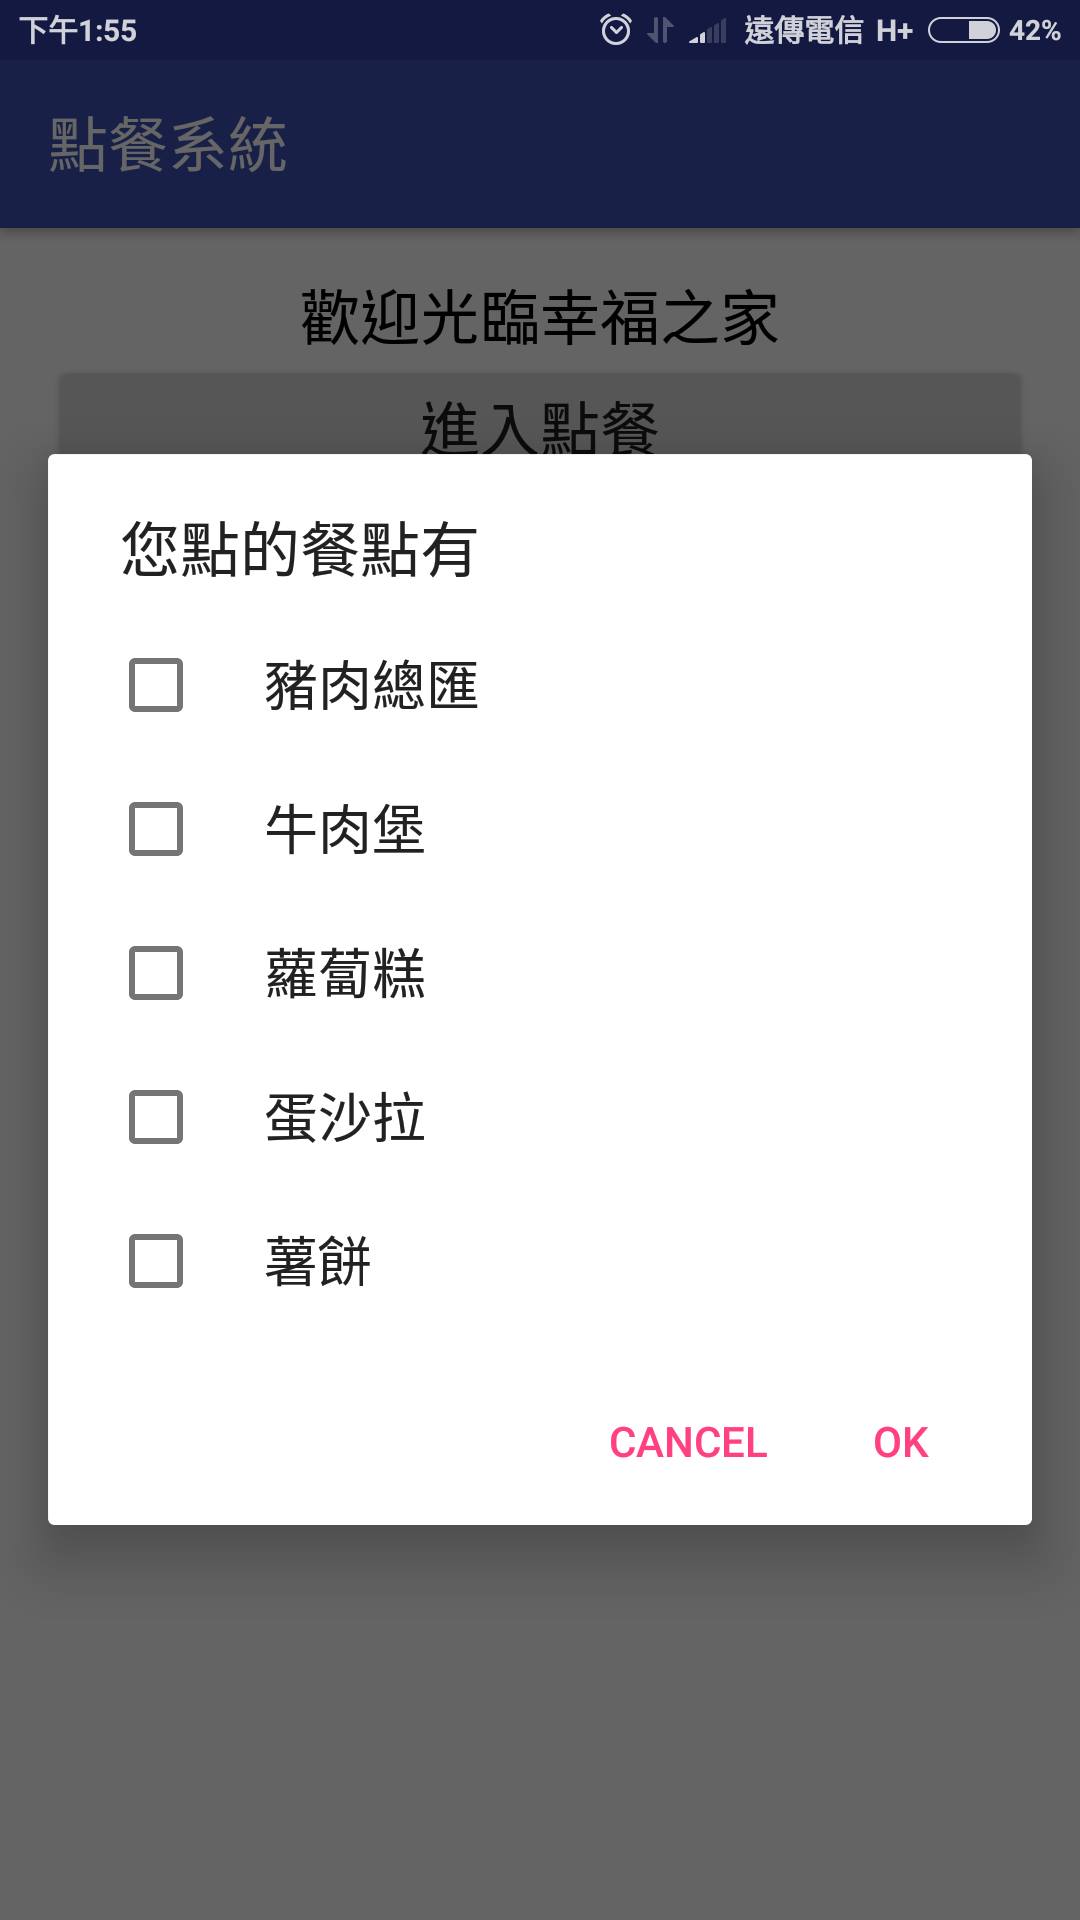 下午1:55 遠傳電信 H+ 42%
點餐系統
歡迎光臨幸福之家
進入點餐
您點的餐點有
豬肉總匯
牛肉堡
蘿蔔糕
蛋沙拉
薯餅
CANCEL OK